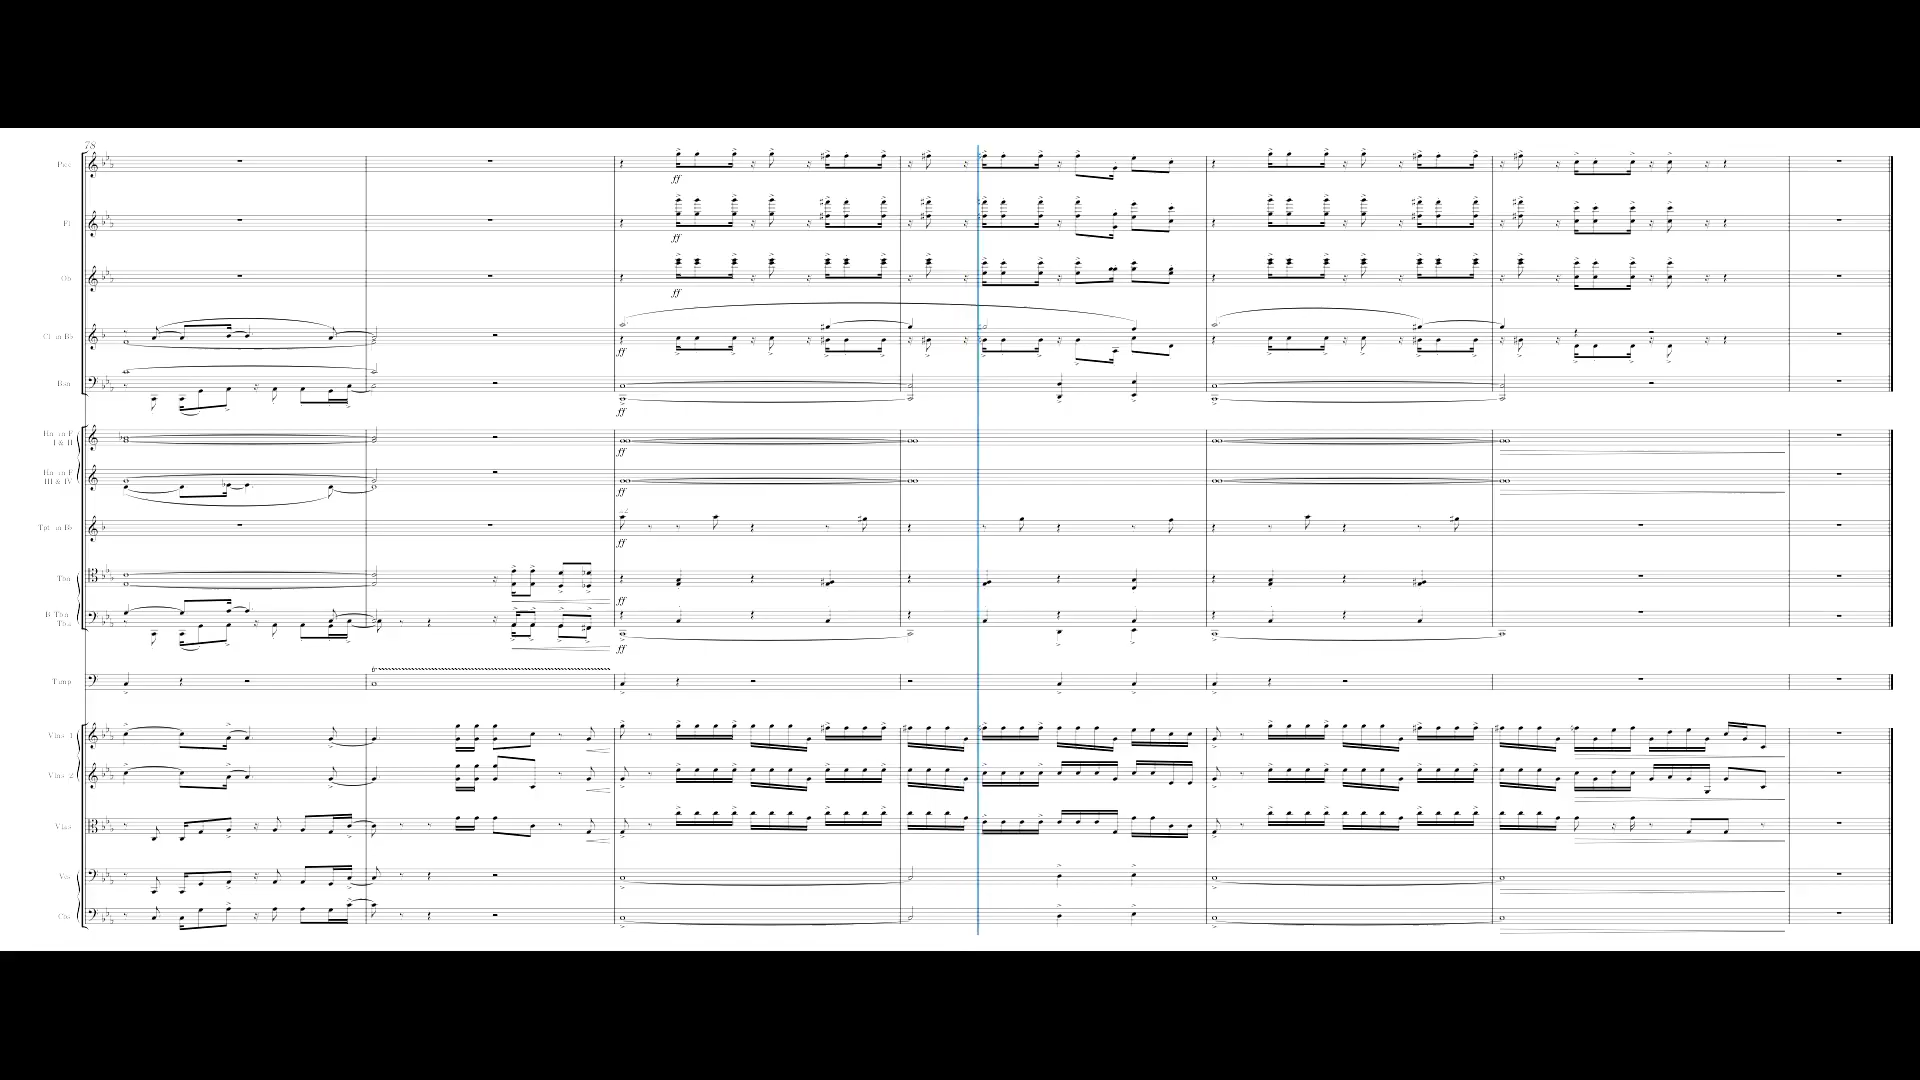 78
Picc
ff
Fl
ff
Ob
ff
Cl in B♭
ff
Bsn
ff
Hn in F
I & II
ff
Hn in F
III & IV
ff
Tpt in B♭
ff
Tbn
ff
B Tbn
Tba
ff
Timp
Vlns 1
Vlns 2
Vlas
Vcs
Cbs